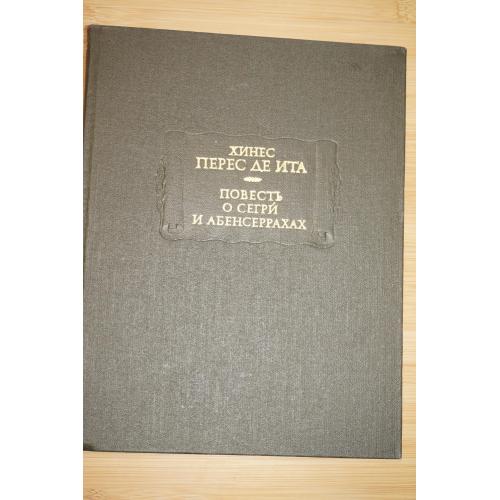 ХИНЕС
ПЕРЕС ДЕ ИТА
ПОВЕСТЬ
О СЕГРИ́
И АБЕНСЕРРАХАХ